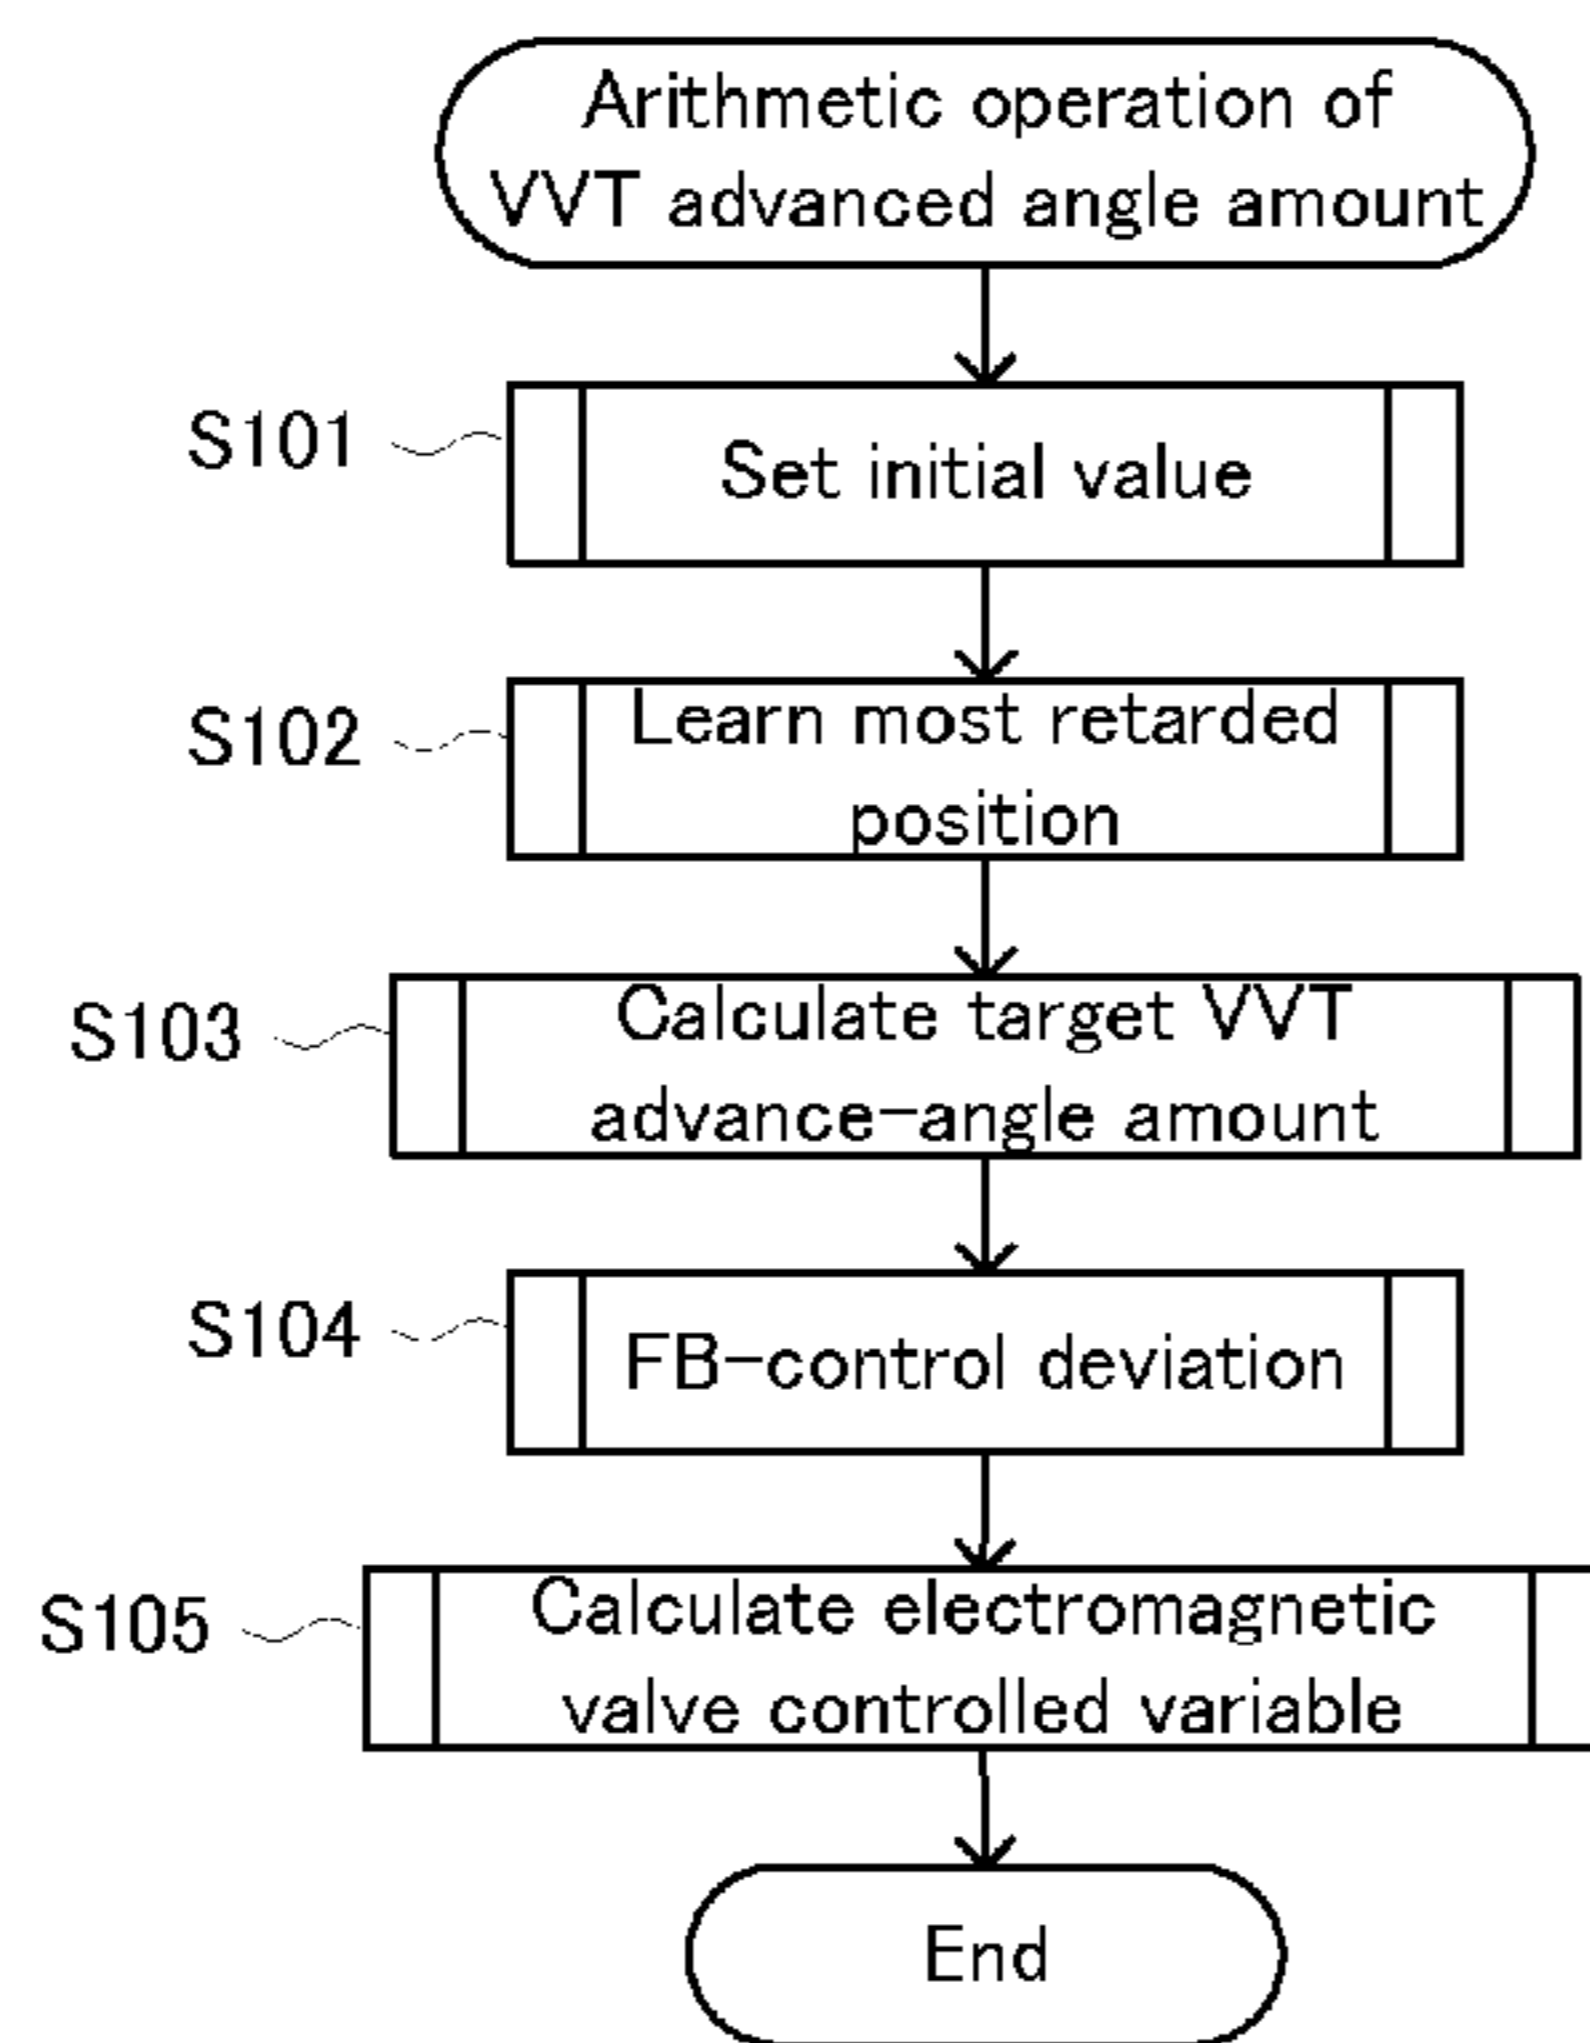 Arithmetic operation of
VVT advanced angle amount
S101
Set initial value
S102
Learn most retarded
position
S103
Calculate target VVT
advance-angle amount
S104
FB-control deviation
S105
Calculate electromagnetic
valve controlled variable
End